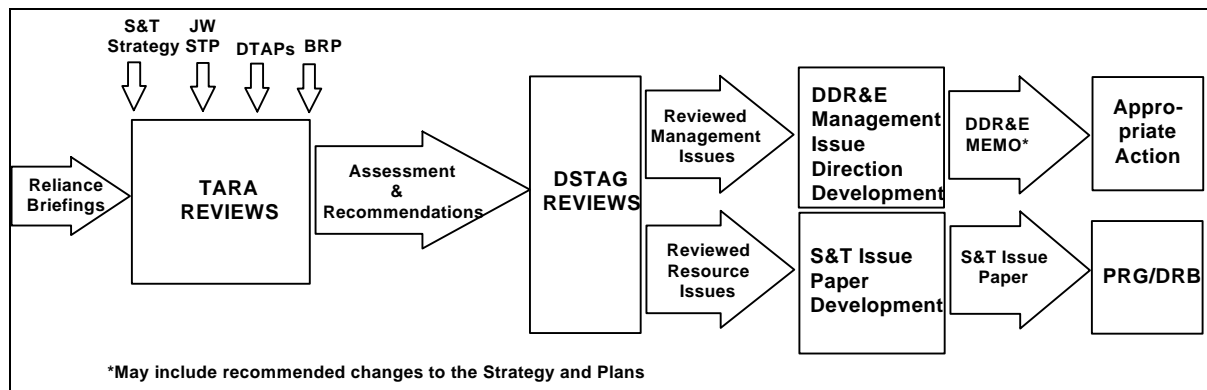 S&T
Strategy
JW
STP
DTAPs
BRP
Reliance
Briefings
TARA
REVIEWS
Assessment
&
Recommendations
DSTAG
REVIEWS
Reviewed
Management
Issues
DDR&E
Management
Issue
Direction
Development
DDR&E
MEMO*
Appro-
priate
Action
Reviewed
Resource
Issues
S&T Issue
Paper
Development
S&T Issue
Paper
PRG/DRB
*May include recommended changes to the Strategy and Plans